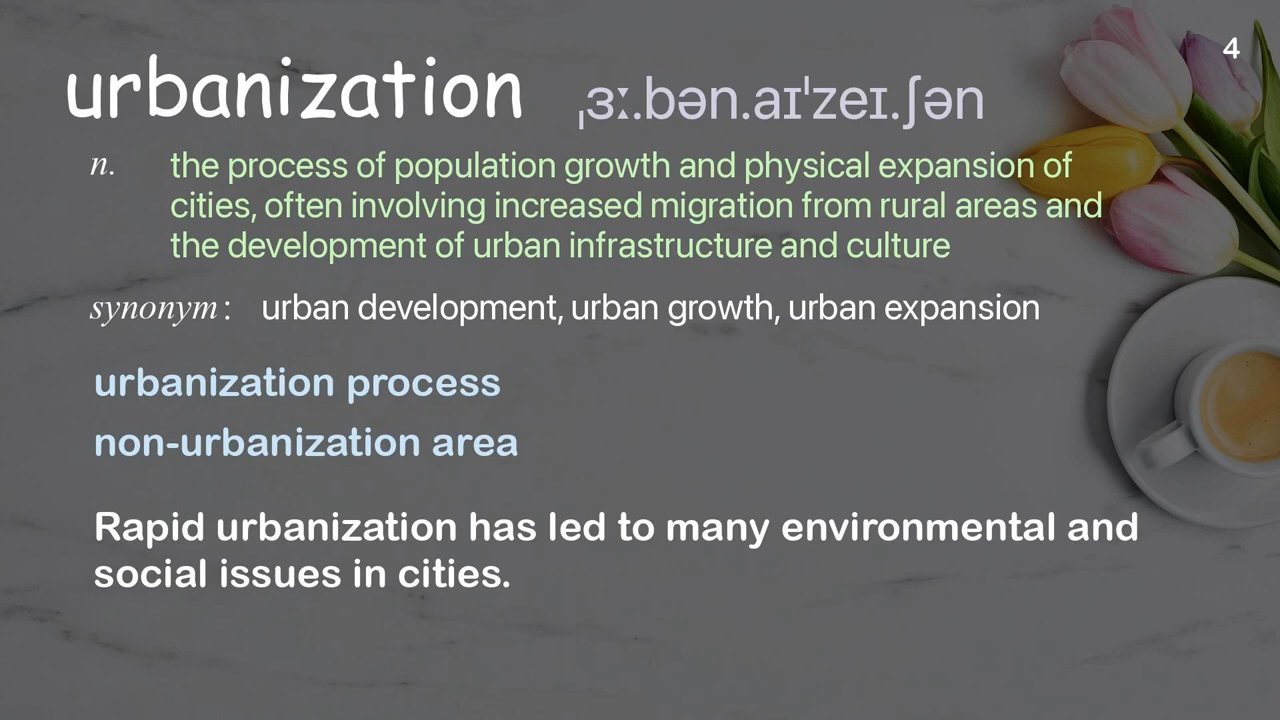 4
urbanization ˌɜː.bən.aɪˈzeɪ.ʃən
n. the process of population growth and physical expansion of
cities, often involving increased migration from rural areas and
the development of urban infrastructure and culture
synonym: urban development, urban growth, urban expansion
urbanization process
non-urbanization area
Rapid urbanization has led to many environmental and
social issues in cities.